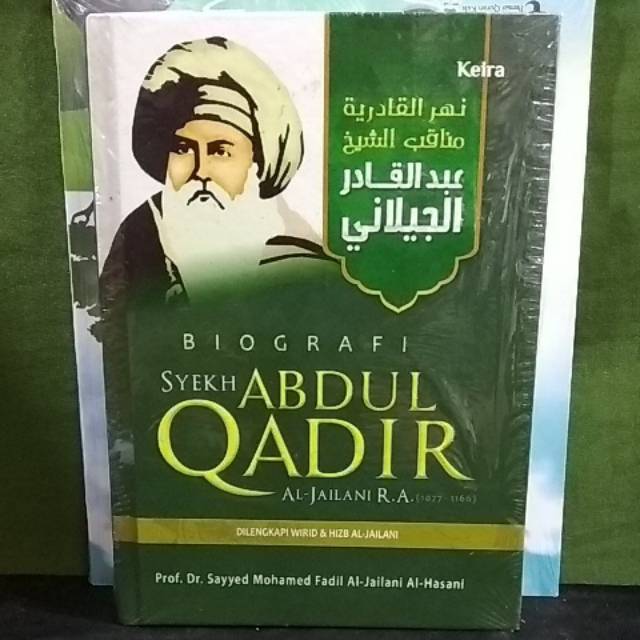 Keira
نهر القادرية
مناقب الشيخ
عبد القادر
الجيلاني
BIOGRAFI
SYEKH ABDUL
QADIR
AL-JAILANI R.A. (1077-1166)
DILENGKAPI WIRID & HIZB AL-JAILANI
Prof. Dr. Sayyed Mohamed Fadil Al-Jailani Al-Hasani